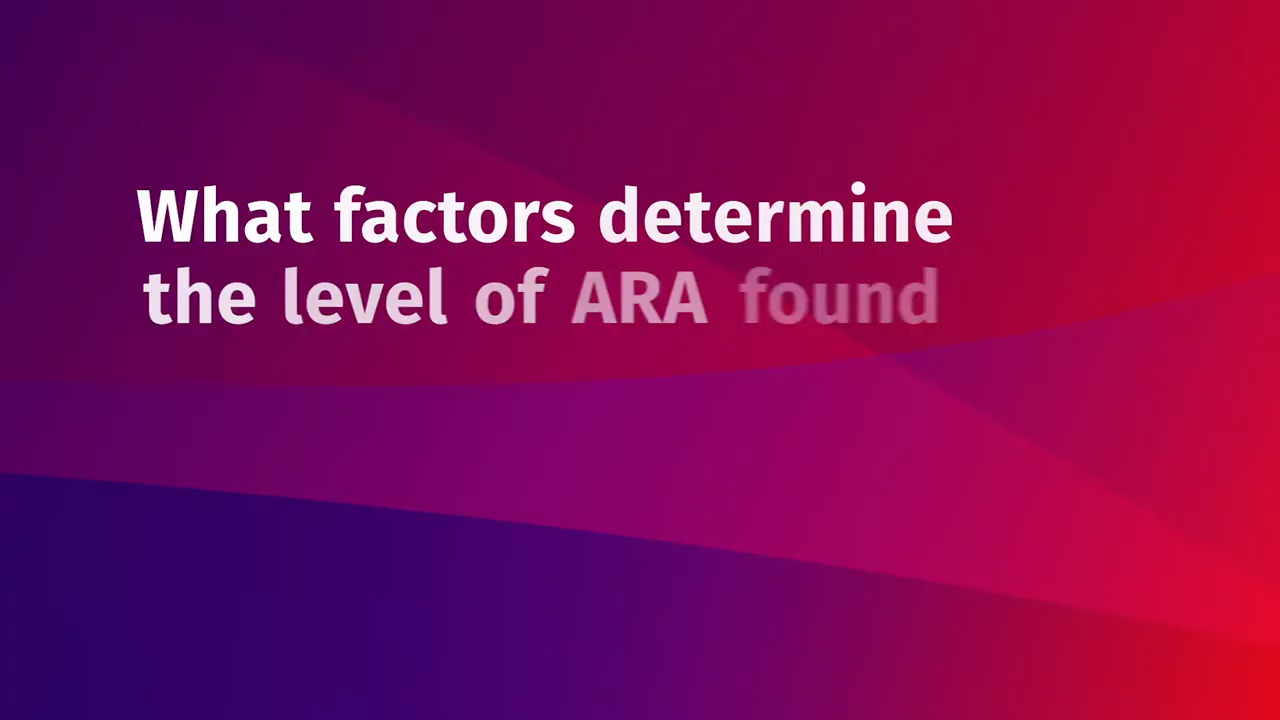 What factors determine
the level of ARA found